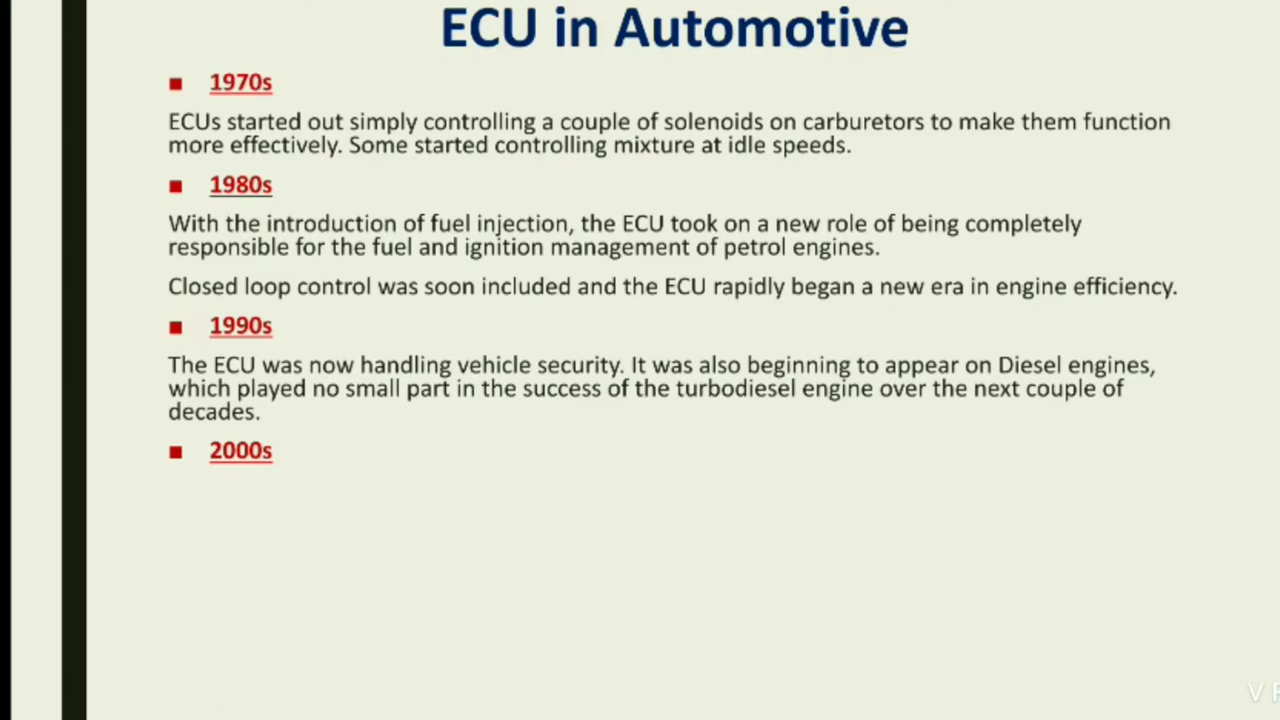 ECU in Automotive
1970s
ECUs started out simply controlling a couple of solenoids on carburetors to make them function
more effectively. Some started controlling mixture at idle speeds.
1980s
With the introduction of fuel injection, the ECU took on a new role of being completely
responsible for the fuel and ignition management of petrol engines.
Closed loop control was soon included and the ECU rapidly began a new era in engine efficiency.
1990s
The ECU was now handling vehicle security. It was also beginning to appear on Diesel engines,
which played no small part in the success of the turbodiesel engine over the next couple of
decades.
2000s